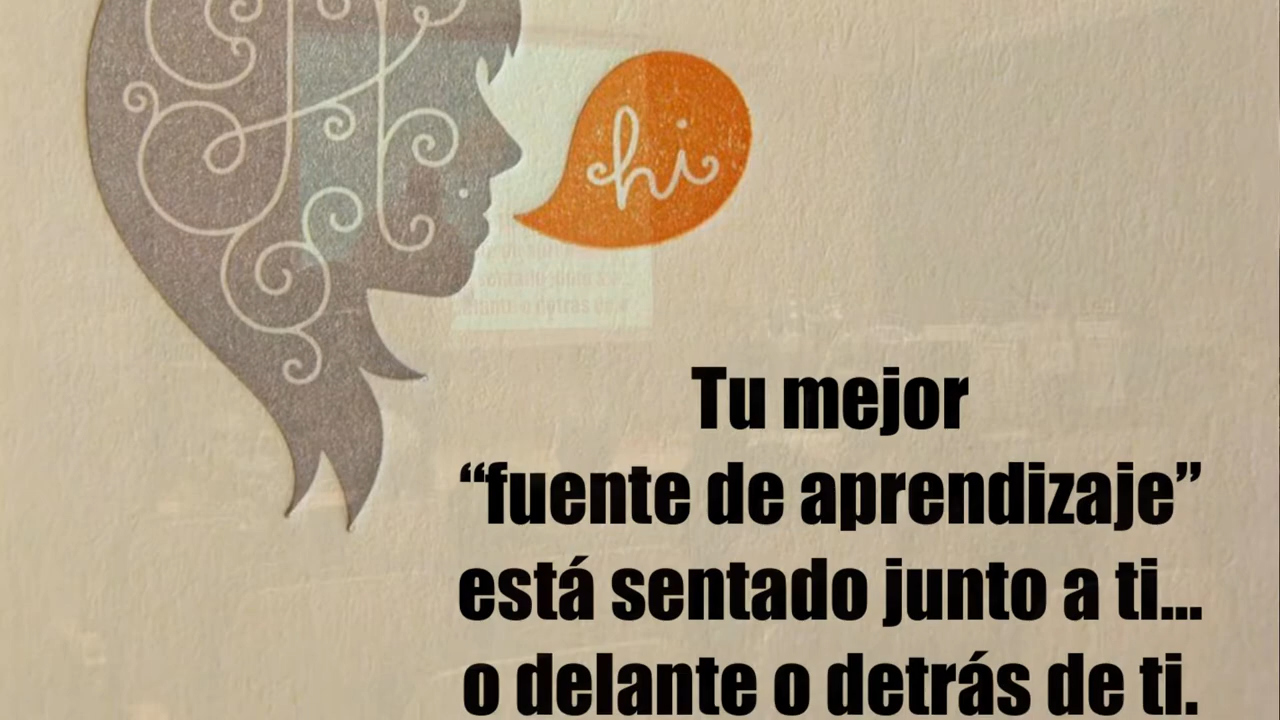 hi
Tu mejor
“fuente de aprendizaje”
está sentado junto a ti...
o delante o detrás de ti.